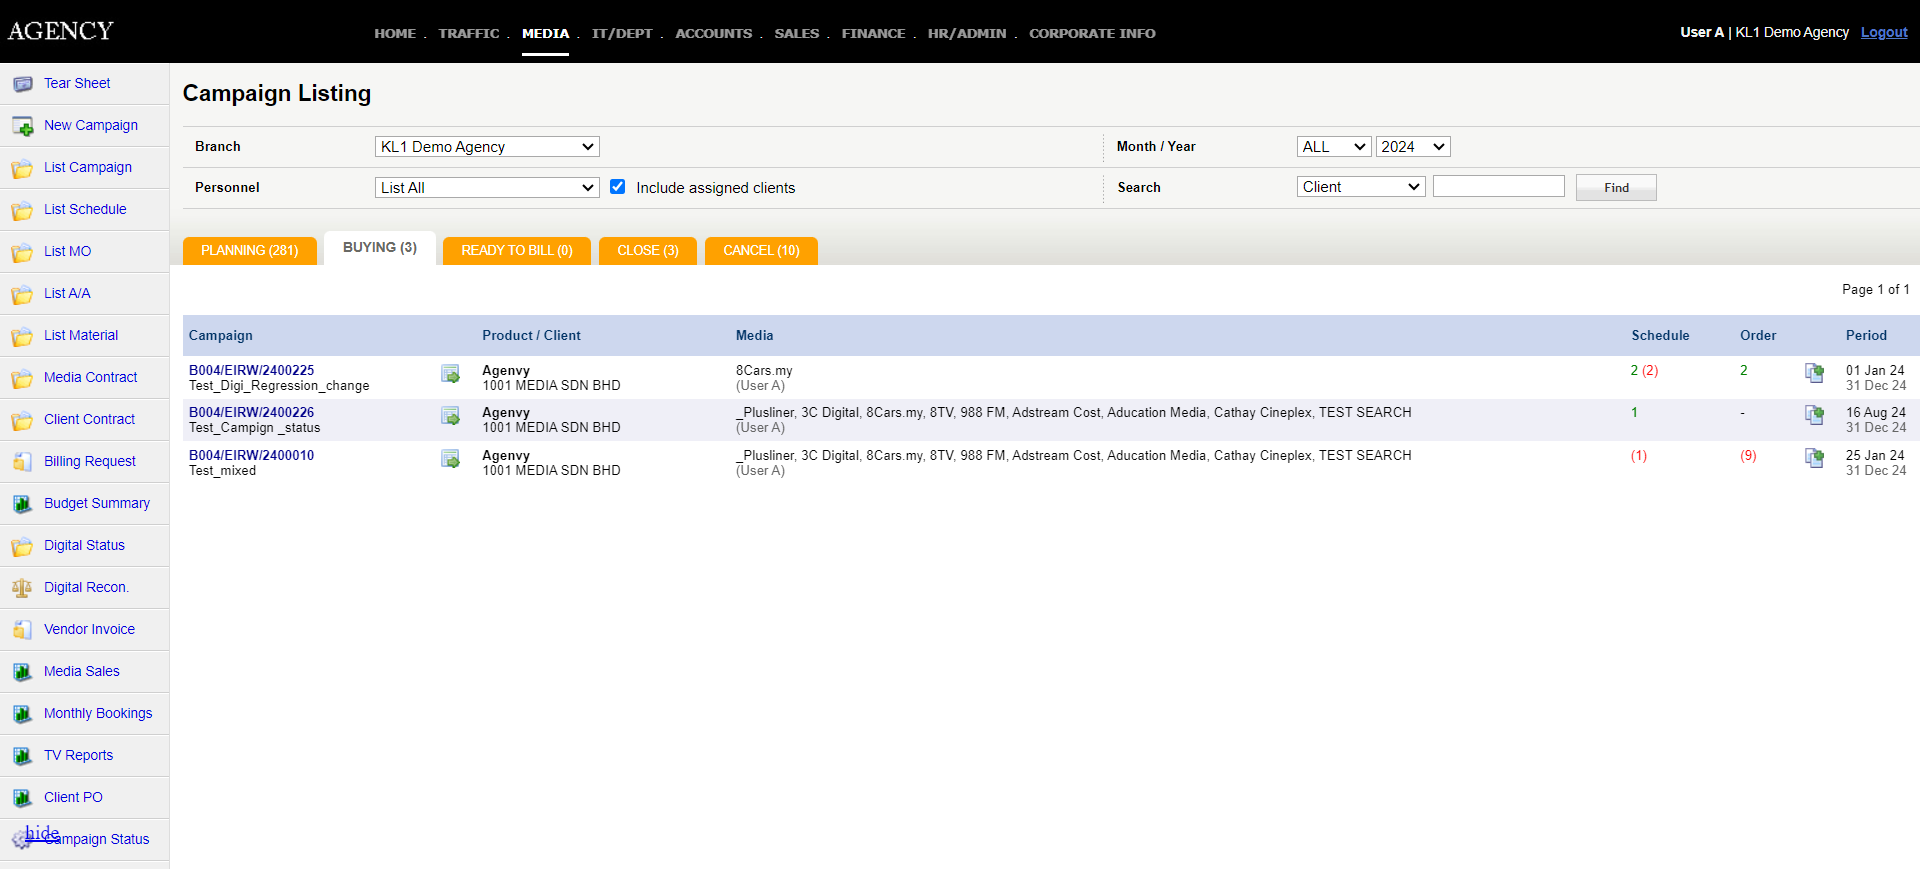 AGENCY
HOME . TRAFFIC . MEDIA . IT/DEPT . ACCOUNTS . SALES . FINANCE . HR/ADMIN . CORPORATE INFO
User A | KL1 Demo Agency Logout
Tear Sheet
New Campaign
List Campaign
List Schedule
List MO
List A/A
List Material
Media Contract
Client Contract
Billing Request
Budget Summary
Digital Status
Digital Recon.
Vendor Invoice
Media Sales
Monthly Bookings
TV Reports
Client PO
hide
Campaign Status
Campaign Listing
Branch KL1 Demo Agency Month / Year ALL 2024
Personnel List All Include assigned clients Search Client Find
PLANNING (281) BUYING (3) READY TO BILL (0) CLOSE (3) CANCEL (10)
Page 1 of 1
Campaign Product / Client Media Schedule Order Period
B004/EIRW/2400225 Agenvy 8Cars.my 2 (2) 2 01 Jan 24
Test_Digi_Regression_change 1001 MEDIA SDN BHD (User A) 31 Dec 24
B004/EIRW/2400226 Agenvy _Plusliner, 3C Digital, 8Cars.my, 8TV, 988 FM, Adstream Cost, Aducation Media, Cathay Cineplex, TEST SEARCH 1 - 16 Aug 24
Test_Campign _status 1001 MEDIA SDN BHD (User A) 31 Dec 24
B004/EIRW/2400010 Agenvy _Plusliner, 3C Digital, 8Cars.my, 8TV, 988 FM, Adstream Cost, Aducation Media, Cathay Cineplex, TEST SEARCH (1) (9) 25 Jan 24
Test_mixed 1001 MEDIA SDN BHD (User A) 31 Dec 24